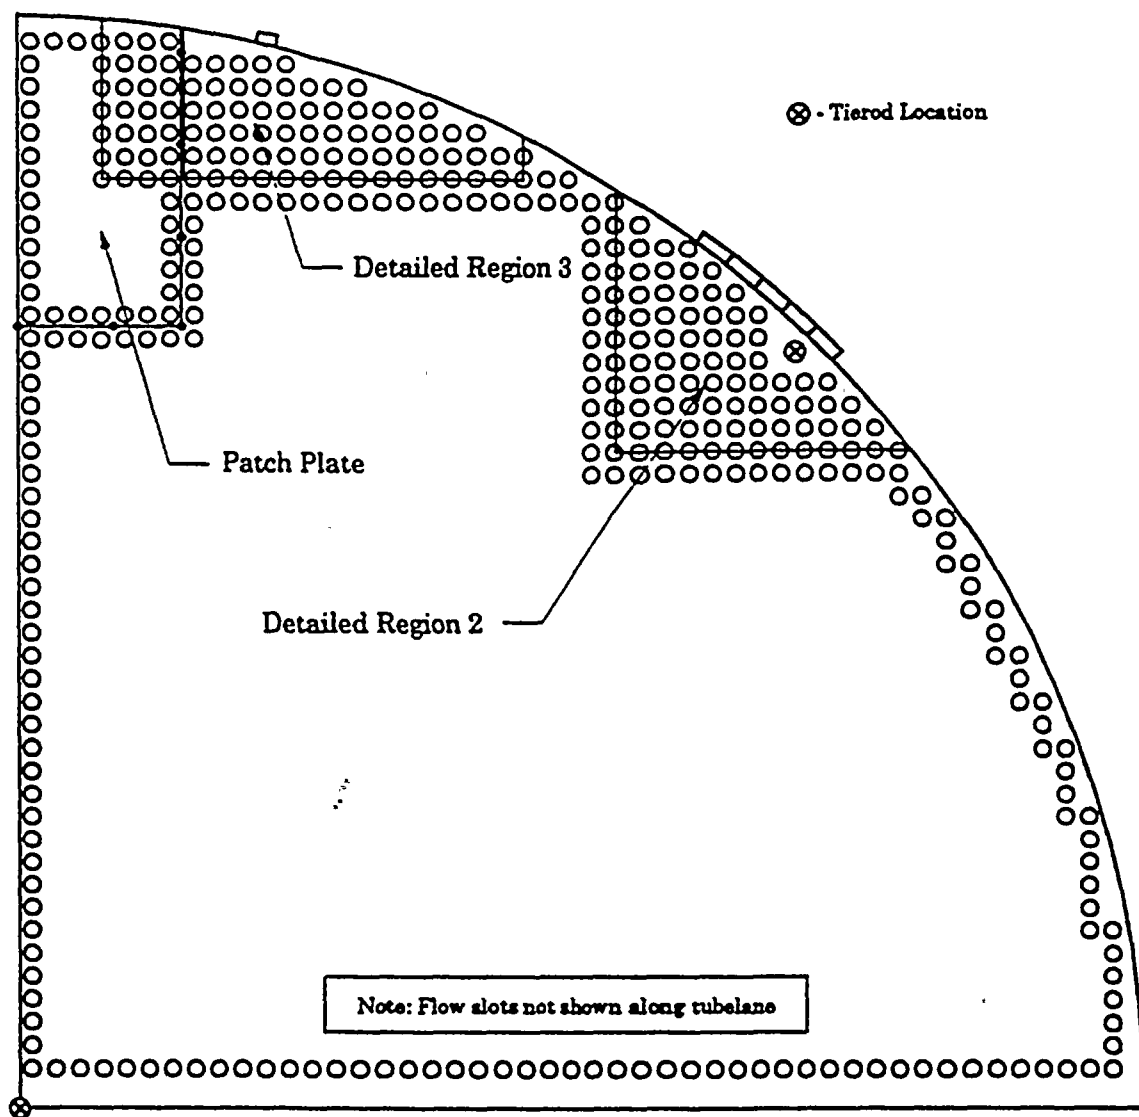 - Tierod Location
Detailed Region 3
Patch Plate
Detailed Region 2
Note: Flow slots not shown along tubelane